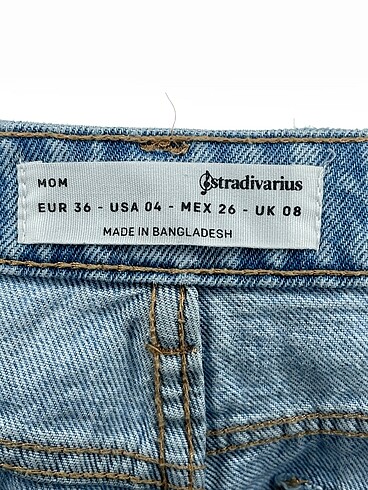 MOM
stradivarius
EUR 36 - USA 04 - MEX 26 - UK 08
MADE IN BANGLADESH